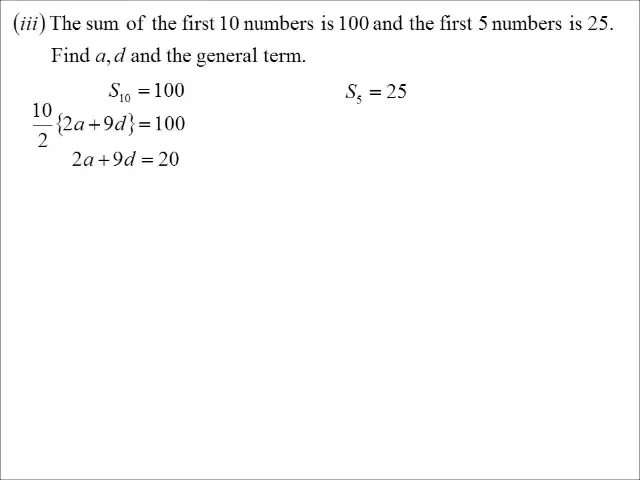 (iii) The sum of the first 10 numbers is 100 and the first 5 numbers is 25.
Find a, d and the general term.
S₁₀ = 100
S₅ = 25
10/2 {2a + 9d} = 100
2a + 9d = 20